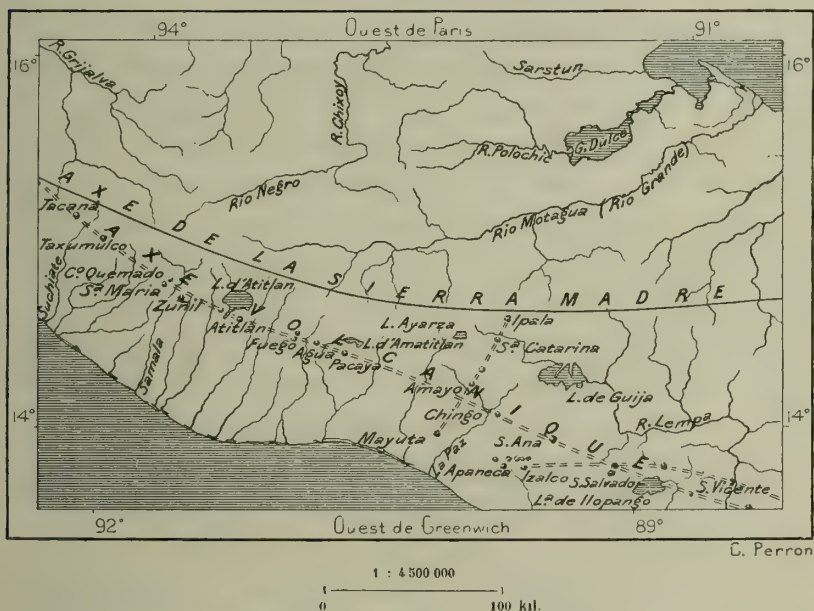 94° Ouest de Paris 91°
16° 16°
R. Grijalva
R. Chixoy
Sarstun
G. Dulce
R. Polochic
Rio Negro
Rio Motagua (Rio Grande)
AXE DE LA SIERRA MADRE
Tacana
Taxumulco
AXE VOLCANIQUE
Suchiate
Cº Quemado
Sª Maria
Zunil
L. d'Atitlan
Atitlan
Samala
Fuego
Agua
Pacaya
L. d'Amatitlan
L. Ayarza
Ipala
Sª Catarina
L. de Guija
Amayo
Chingo
14° 14°
R. Lempa
Mayuta
La Paz
S. Ana
Apaneca
Izalco
S. Salvador
Lª de Ilopango
S. Vicente
92° Ouest de Greenwich 89°
C. Perron
1 : 4 500 000
0 100 kil.